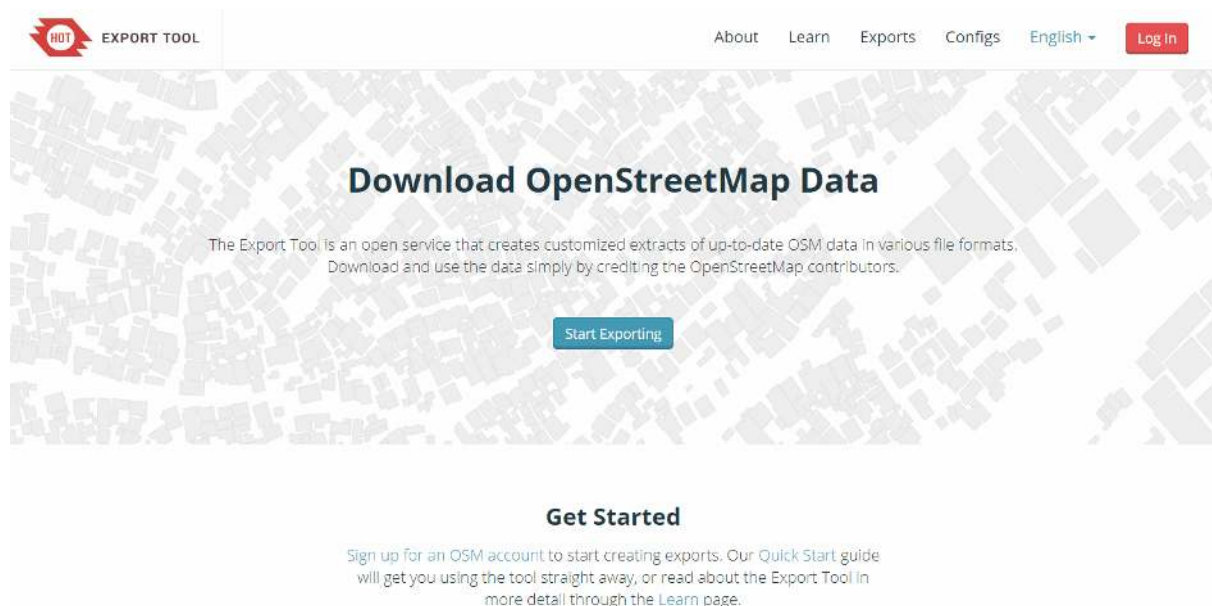 HOT EXPORT TOOL About Learn Exports Configs English Log In
Download OpenStreetMap Data
The Export Tool is an open service that creates customized extracts of up-to-date OSM data in various file formats.
Download and use the data simply by crediting the OpenStreetMap contributors.
Start Exporting
Get Started
Sign up for an OSM account to start creating exports. Our Quick Start guide
will get you using the tool straight away, or read about the Export Tool in
more detail through the Learn page.